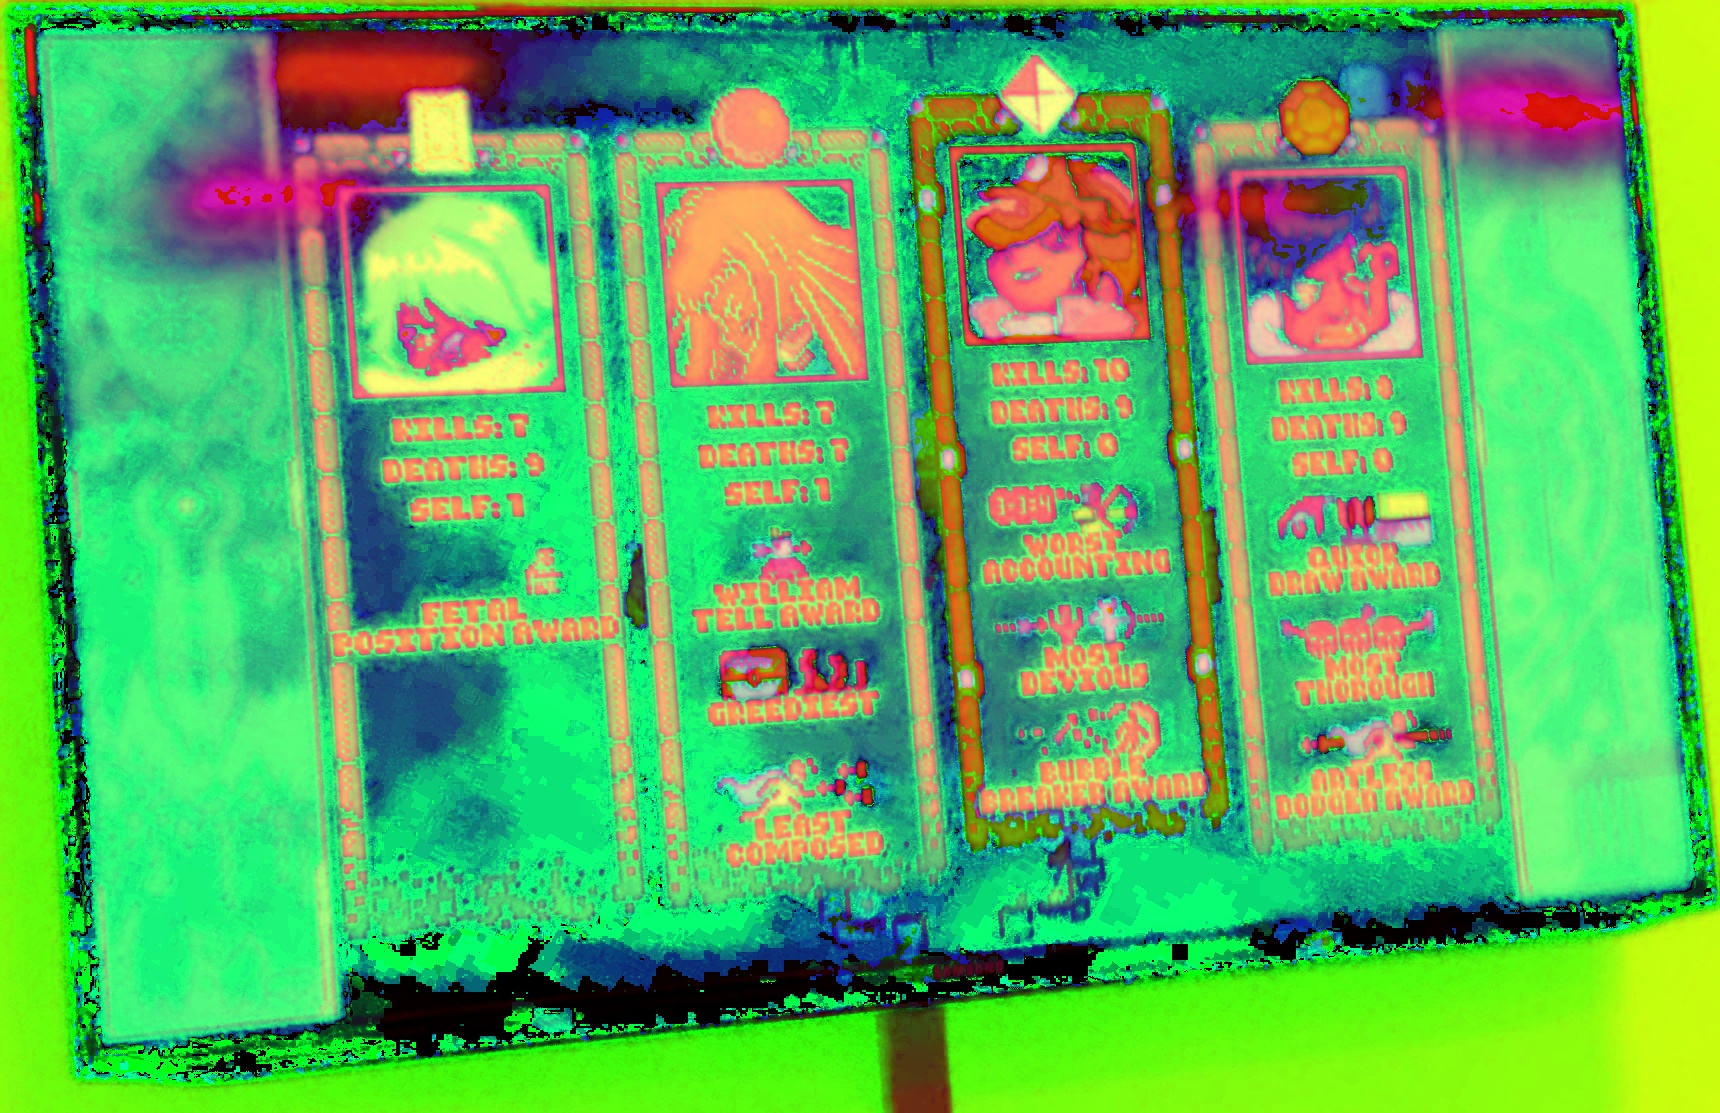 KILLS: 7
DEATHS: 9
SELF: 1
FETAL
POSITION AWARD
KILLS: 7
DEATHS: 7
SELF: 1
WILLIAM
TELL AWARD
GREEDIEST
LEAST
COMPOSED
KILLS: 10
DEATHS: 9
SELF: 0
WORST
ACCOUNTING
MOST
DEVIOUS
BUBBLE
BREAKER AWARD
KILLS:
DEATHS: 9
SELF: 0
QUICK
DRAW AWARD
MOST
THOROUGH
ARTLESS
DODGER AWARD